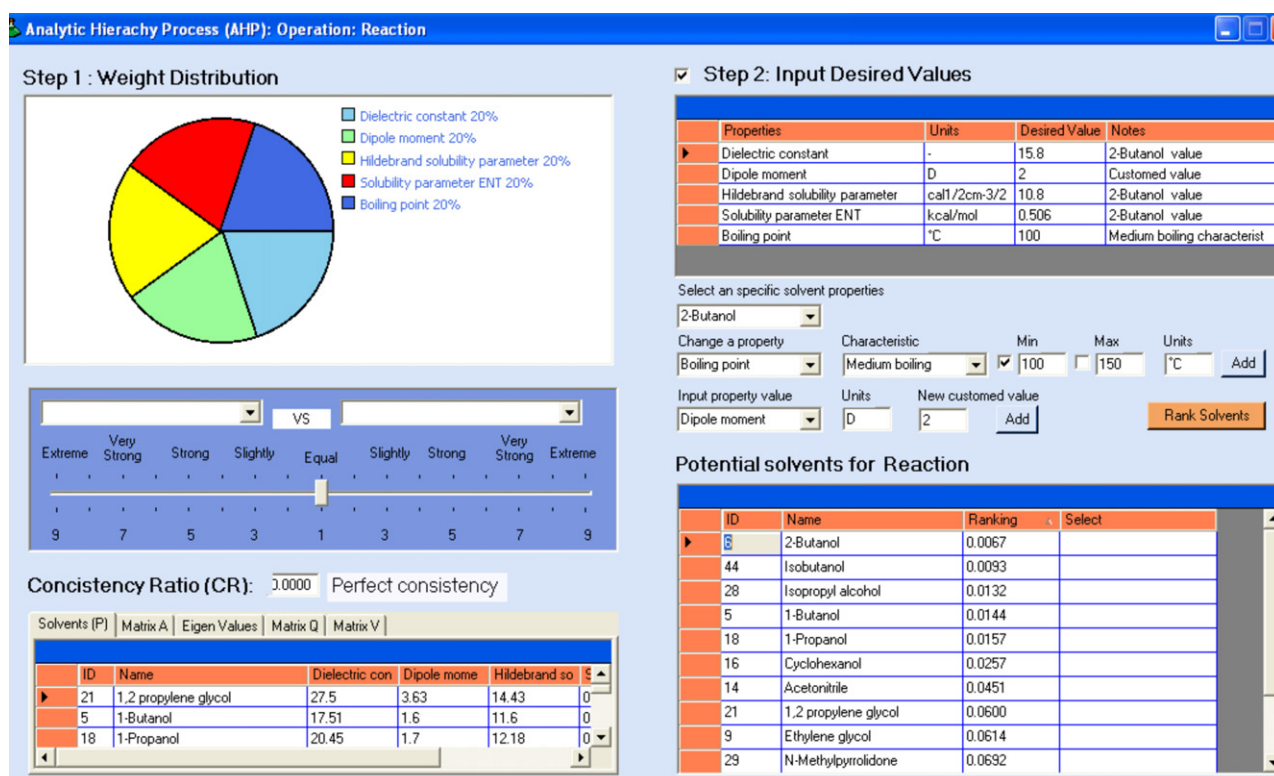 Analytic Hierachy Process (AHP): Operation: Reaction
Step 1 : Weight Distribution
Dielectric constant 20%
Dipole moment 20%
Hildebrand solubility parameter 20%
Solubility parameter ENT 20%
Boiling point 20%
VS
Extreme Very Strong Strong Slightly Equal Slightly Strong Very Strong Extreme
9 7 5 3 1 3 5 7 9
Concistency Ratio (CR): 0.0000 Perfect consistency
Solvents (P) Matrix A Eigen Values Matrix Q Matrix V
ID Name Dielectric con Dipole mome Hildebrand so S
21 1,2 propylene glycol 27.5 3.63 14.43 0
5 1-Butanol 17.51 1.6 11.6 0
18 1-Propanol 20.45 1.7 12.18 0
Step 2: Input Desired Values
Properties Units Desired Value Notes
Dielectric constant - 15.8 2-Butanol value
Dipole moment D 2 Customed value
Hildebrand solubility parameter cal1/2cm-3/2 10.8 2-Butanol value
Solubility parameter ENT kcal/mol 0.506 2-Butanol value
Boiling point °C 100 Medium boiling characterist
Select an specific solvent properties
2-Butanol
Change a property Characteristic Min Max Units
Boiling point Medium boiling 100 150 °C Add
Input property value Units New customed value
Dipole moment D 2 Add Rank Solvents
Potential solvents for Reaction
ID Name Ranking Select
6 2-Butanol 0.0067
44 Isobutanol 0.0093
28 Isopropyl alcohol 0.0132
5 1-Butanol 0.0144
18 1-Propanol 0.0157
16 Cyclohexanol 0.0257
14 Acetonitrile 0.0451
21 1,2 propylene glycol 0.0600
9 Ethylene glycol 0.0614
29 N-Methylpyrrolidone 0.0692